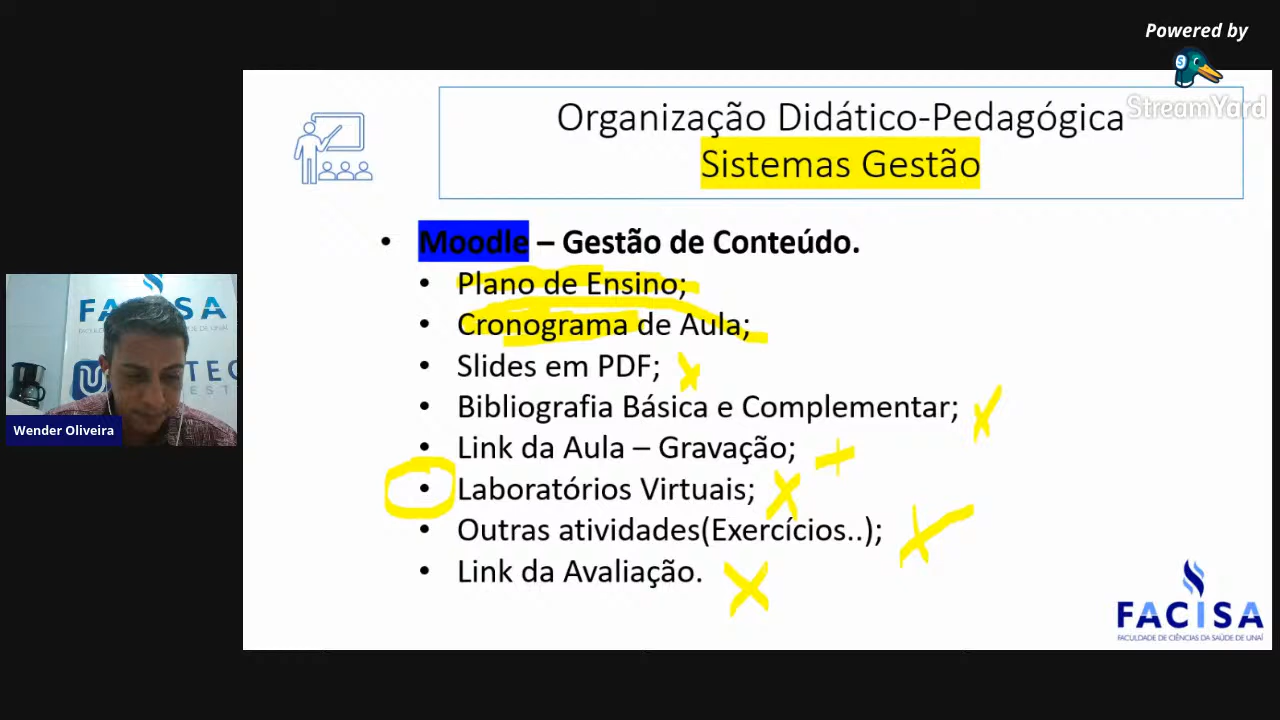 Powered by
StreamYard
Organização Didático-Pedagógica
Sistemas Gestão
• Moodle – Gestão de Conteúdo.
• Plano de Ensino;
• Cronograma de Aula;
• Slides em PDF;
• Bibliografia Básica e Complementar;
• Link da Aula – Gravação;
• Laboratórios Virtuais;
• Outras atividades(Exercícios..);
• Link da Avaliação.
FACISA
Wender Oliveira
FACISA
FACULDADE DE CIÊNCIAS DA SAÚDE DE UNAÍ